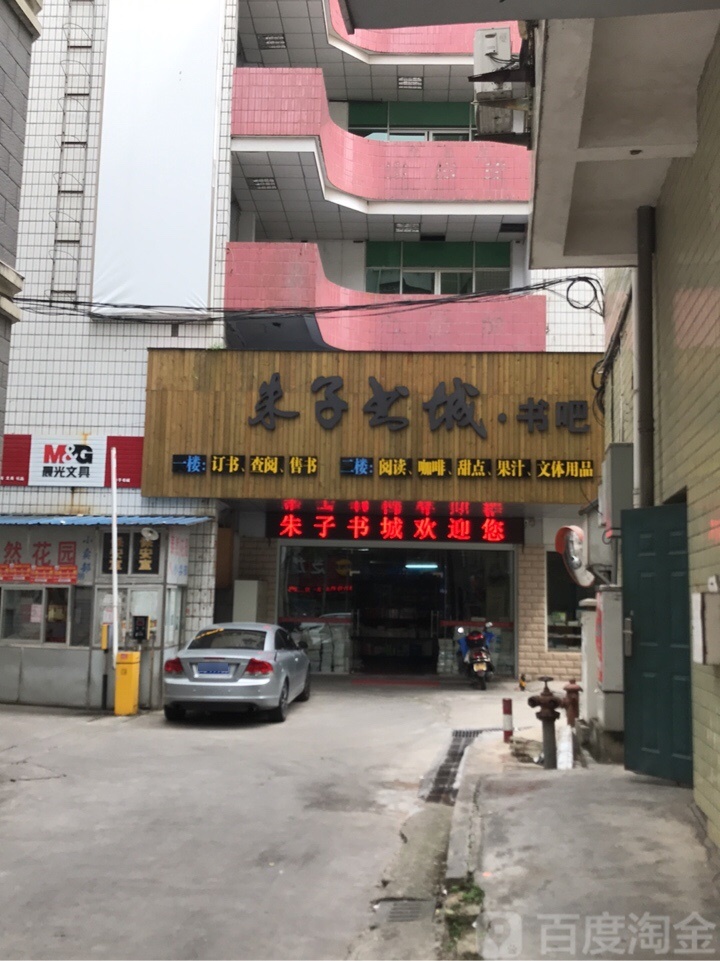 朱子书城·书吧
一楼:订书、查阅、售书 二楼:阅读、咖啡、甜点、果汁、文体用品
M&G
晨光文具
朱子书城欢迎您
然花园
百度淘金